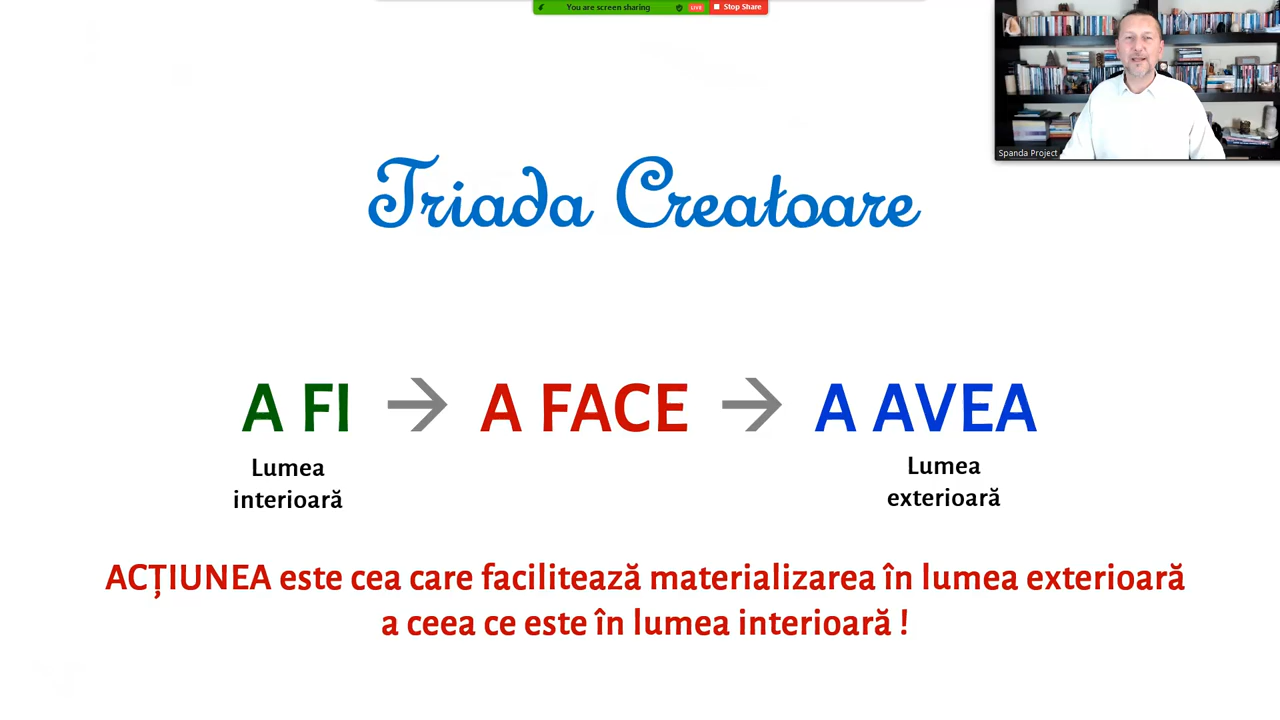 You are screen sharing
LIVE
Stop Share
Spanda Project
Triada Creatoare
A FI → A FACE → A AVEA
Lumea
interioară
Lumea
exterioară
ACȚIUNEA este cea care facilitează materializarea în lumea exterioară
a ceea ce este în lumea interioară !